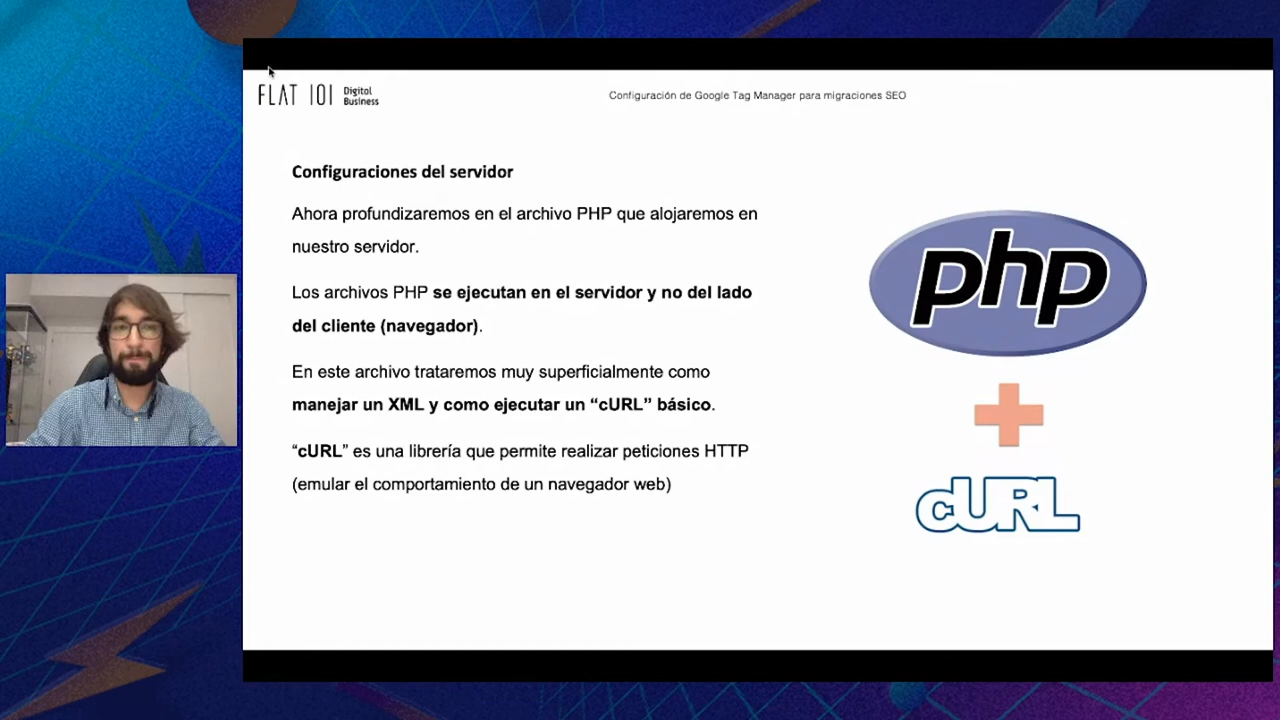 FLAT 101 Digital
Business
Configuración de Google Tag Manager para migraciones SEO
Configuraciones del servidor
Ahora profundizaremos en el archivo PHP que alojaremos en
nuestro servidor.
Los archivos PHP se ejecutan en el servidor y no del lado
del cliente (navegador).
En este archivo trataremos muy superficialmente como
manejar un XML y como ejecutar un “cURL” básico.
“cURL” es una librería que permite realizar peticiones HTTP
(emular el comportamiento de un navegador web)
php
cURL